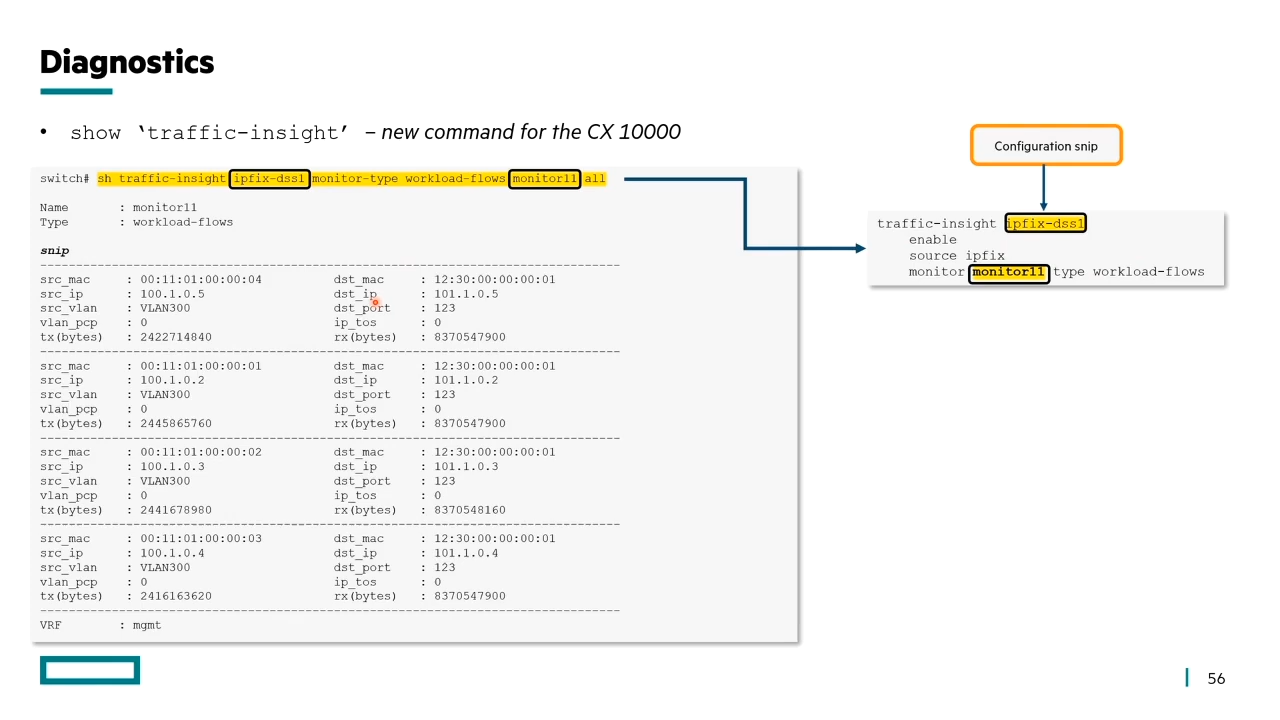 Diagnostics
• show ‘traffic-insight’ – new command for the CX 10000
switch# sh traffic-insight ipfix-dss1 monitor-type workload-flows monitor11 all
Name : monitor11
Type : workload-flows
snip
--------------------------------------------------------------------------------
src_mac : 00:11:01:00:00:04 dst_mac : 12:30:00:00:00:01
src_ip : 100.1.0.5 dst_ip : 101.1.0.5
src_vlan : VLAN300 dst_port : 123
vlan_pcp : 0 ip_tos : 0
tx(bytes) : 2422714840 rx(bytes) : 8370547900
--------------------------------------------------------------------------------
src_mac : 00:11:01:00:00:01 dst_mac : 12:30:00:00:00:01
src_ip : 100.1.0.2 dst_ip : 101.1.0.2
src_vlan : VLAN300 dst_port : 123
vlan_pcp : 0 ip_tos : 0
tx(bytes) : 2445865760 rx(bytes) : 8370547900
--------------------------------------------------------------------------------
src_mac : 00:11:01:00:00:02 dst_mac : 12:30:00:00:00:01
src_ip : 100.1.0.3 dst_ip : 101.1.0.3
src_vlan : VLAN300 dst_port : 123
vlan_pcp : 0 ip_tos : 0
tx(bytes) : 2441678980 rx(bytes) : 8370548160
--------------------------------------------------------------------------------
src_mac : 00:11:01:00:00:03 dst_mac : 12:30:00:00:00:01
src_ip : 100.1.0.4 dst_ip : 101.1.0.4
src_vlan : VLAN300 dst_port : 123
vlan_pcp : 0 ip_tos : 0
tx(bytes) : 2416163620 rx(bytes) : 8370547900
--------------------------------------------------------------------------------
VRF : mgmt
Configuration snip
traffic-insight ipfix-dss1
enable
source ipfix
monitor monitor11 type workload-flows
56